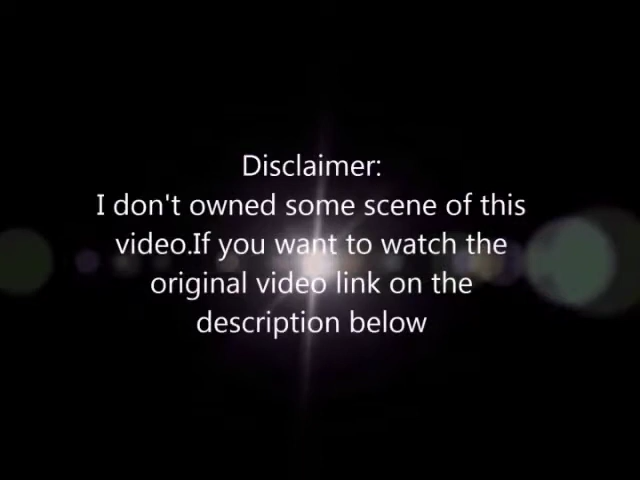 Disclaimer:
I don't owned some scene of this
video.If you want to watch the
original video link on the
description below